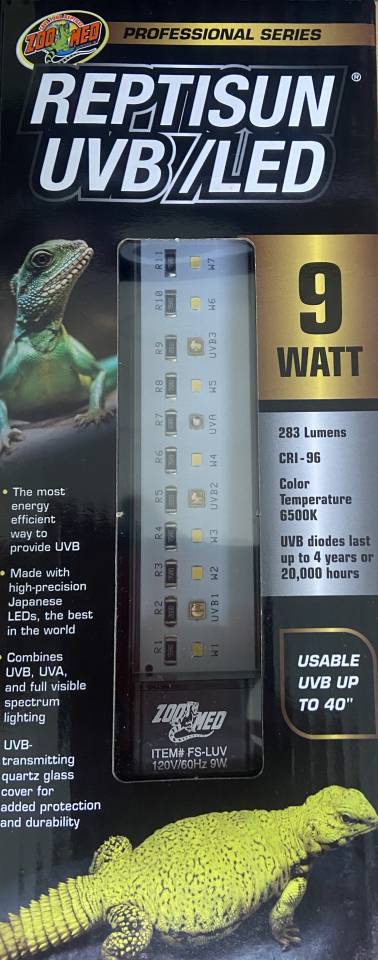 ZOO MED
PROFESSIONAL SERIES
REPTISUN®
UVB/LED
9
WATT
283 Lumens
CRI-96
Color
Temperature
6500K
UVB diodes last
up to 4 years or
20,000 hours
USABLE
UVB UP
TO 40"
R11 W7
R10 W6
R9 UVB3
R8 W5
R7 UVA
R6 W4
R5 UVB2
R4 W3
R3 W2
R2 UVB1
R1 W1
ZOO MED
ITEM# FS-LUV
120V/60Hz 9W
• The most
energy
efficient
way to
provide UVB
• Made with
high-precision
Japanese
LEDs, the best
in the world
• Combines
UVB, UVA,
and full visible
spectrum
lighting
UVB-
transmitting
quartz glass
cover for
added protection
and durability